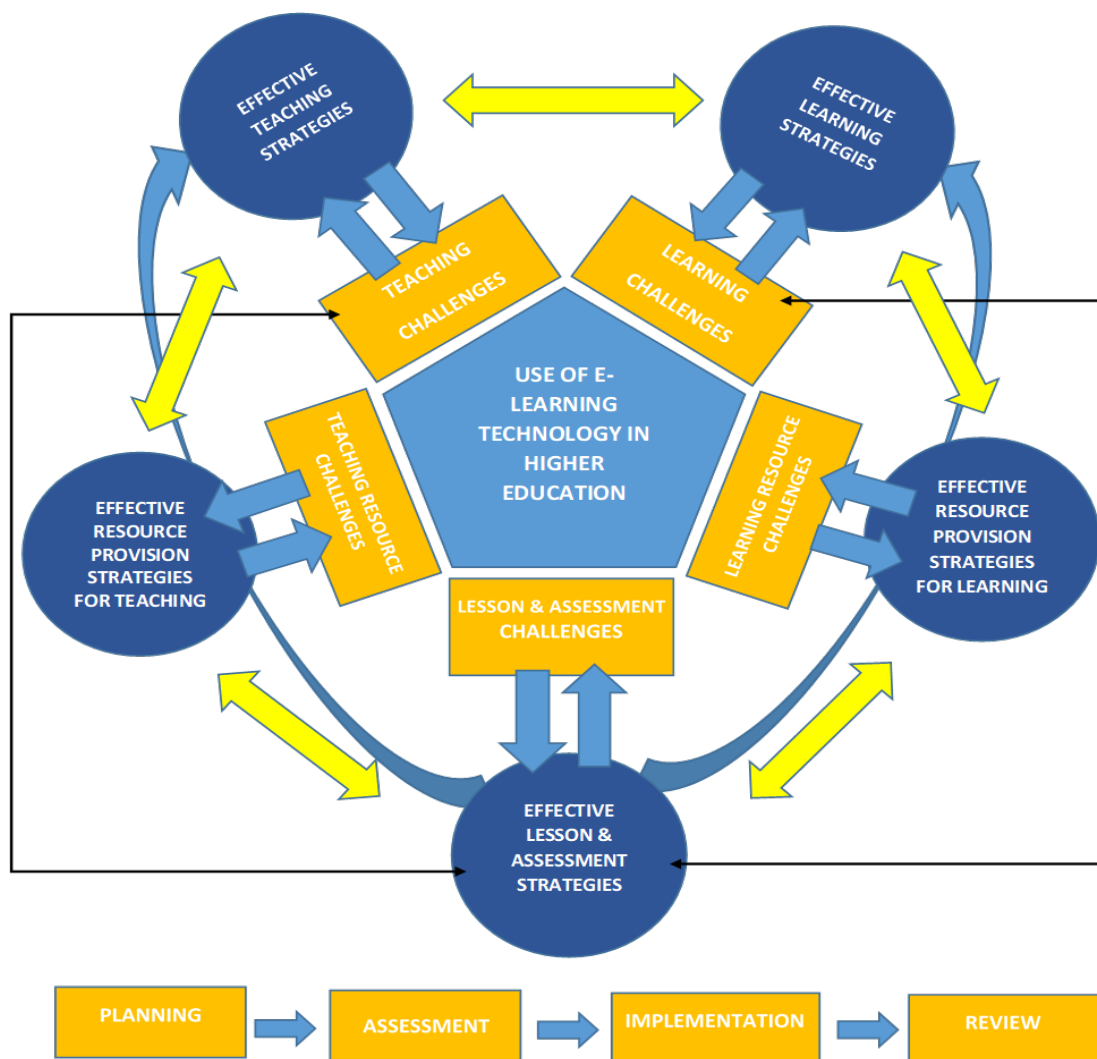 EFFECTIVE
TEACHING
STRATEGIES
EFFECTIVE
LEARNING
STRATEGIES
TEACHING
CHALLENGES
LEARNING
CHALLENGES
USE OF E-
LEARNING
TECHNOLOGY IN
HIGHER
EDUCATION
TEACHING RESOURCE
CHALLENGES
LEARNING RESOURCE
CHALLENGES
EFFECTIVE
RESOURCE
PROVISION
STRATEGIES
FOR TEACHING
EFFECTIVE
RESOURCE
PROVISION
STRATEGIES
FOR LEARNING
LESSON & ASSESSMENT
CHALLENGES
EFFECTIVE
LESSON &
ASSESSMENT
STRATEGIES
PLANNING
ASSESSMENT
IMPLEMENTATION
REVIEW